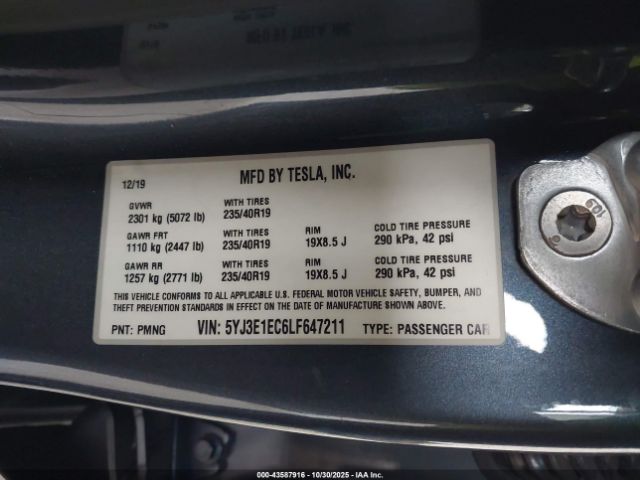 MFD BY TESLA, INC.
12/19
GVWR
2301 kg (5072 lb)
WITH TIRES
235/40R19
GAWR FRT
1110 kg (2447 lb)
WITH TIRES
235/40R19
RIM
19X8.5 J
COLD TIRE PRESSURE
290 kPa, 42 psi
GAWR RR
1257 kg (2771 lb)
WITH TIRES
235/40R19
RIM
19X8.5 J
COLD TIRE PRESSURE
290 kPa, 42 psi
THIS VEHICLE CONFORMS TO ALL APPLICABLE U.S. FEDERAL MOTOR VEHICLE SAFETY, BUMPER, AND
THEFT PREVENTION STANDARDS IN EFFECT ON THE DATE OF MANUFACTURE SHOWN ABOVE.
PNT: PMNG VIN: 5YJ3E1EC6LF647211 TYPE: PASSENGER CAR
000-43587916 - 10/30/2025 - IAA Inc.